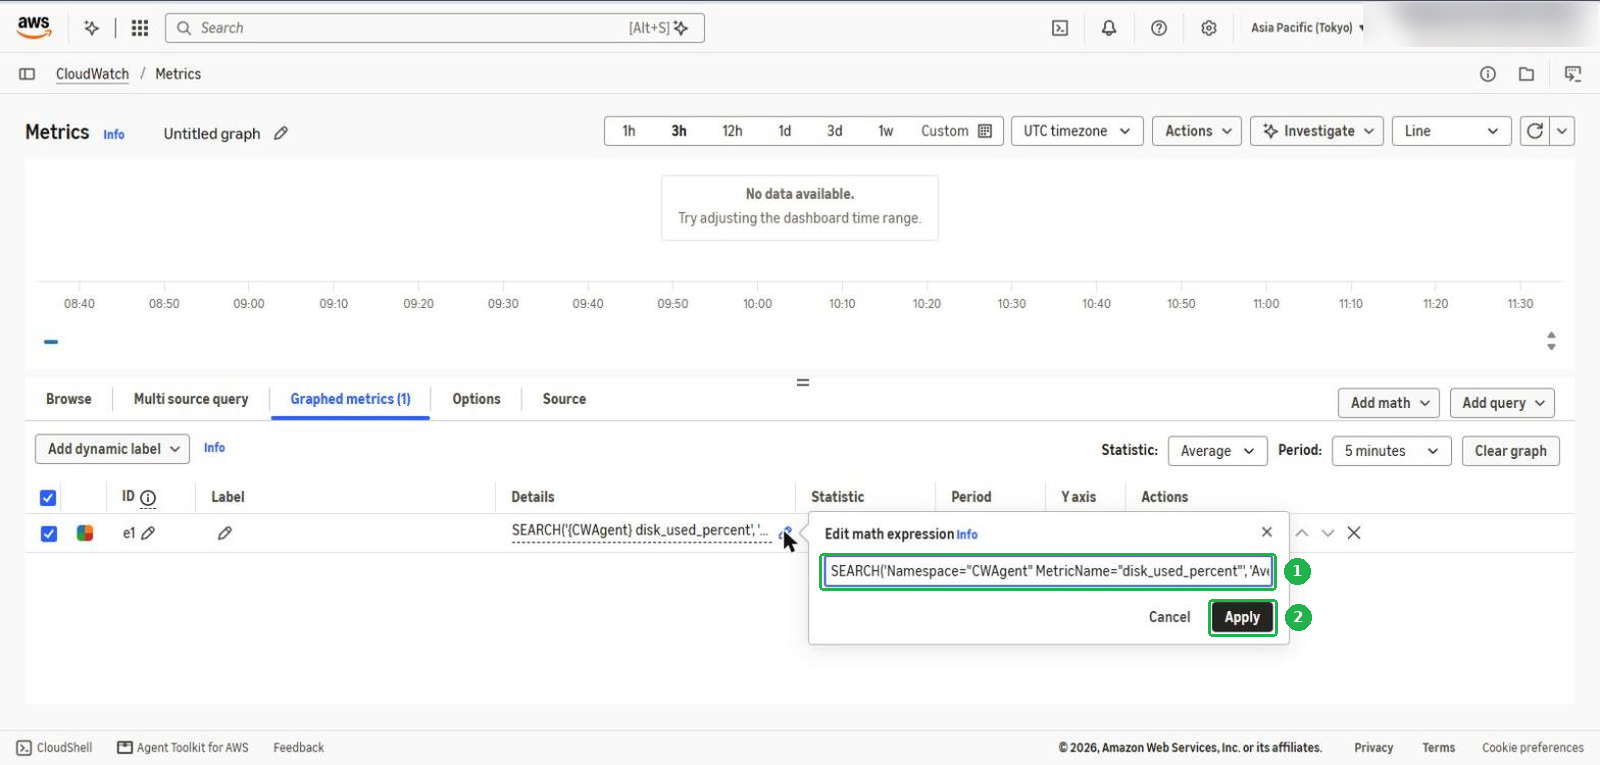 aws
Search
[Alt+S]
Asia Pacific (Tokyo)
CloudWatch / Metrics
Metrics Info Untitled graph
1h 3h 12h 1d 3d 1w Custom UTC timezone Actions Investigate Line
No data available.
Try adjusting the dashboard time range.
08:40 08:50 09:00 09:10 09:20 09:30 09:40 09:50 10:00 10:10 10:20 10:30 10:40 10:50 11:00 11:10 11:20 11:30
Browse Multi source query Graphed metrics (1) Options Source Add math Add query
Add dynamic label Info Statistic: Average Period: 5 minutes Clear graph
ID Label Details Statistic Period Y axis Actions
e1 SEARCH('{CWAgent} disk_used_percent', '...
Edit math expression Info
SEARCH('Namespace="CWAgent" MetricName="disk_used_percent"', 'Ave
1
Cancel Apply 2
CloudShell Agent Toolkit for AWS Feedback © 2026, Amazon Web Services, Inc. or its affiliates. Privacy Terms Cookie preferences